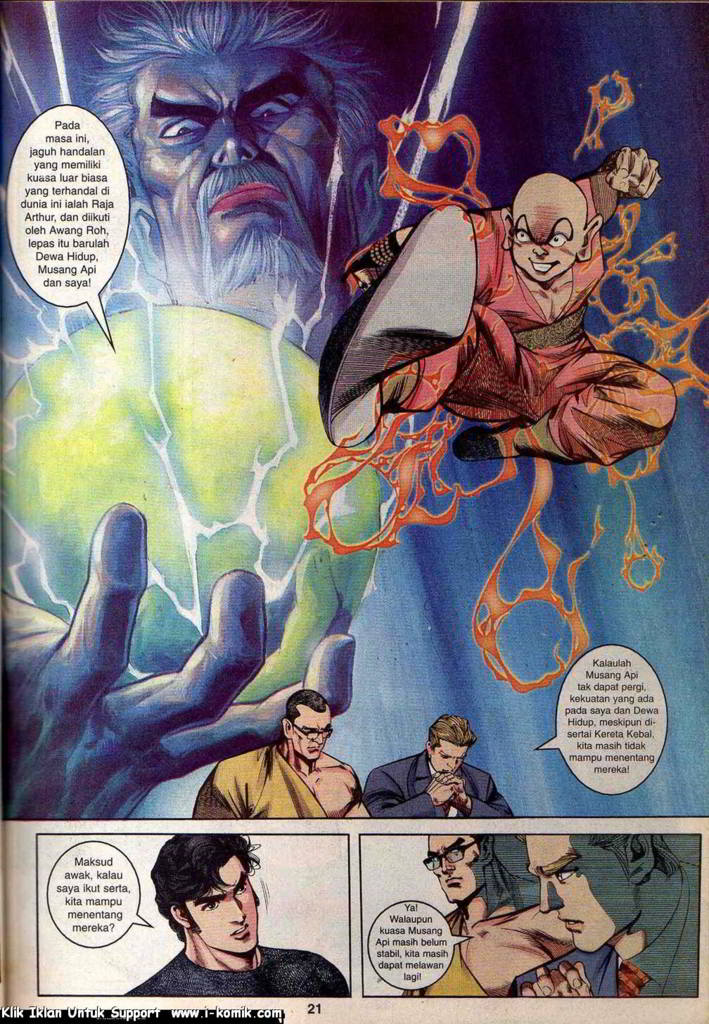 Pada
masa ini,
jaguh handalan
yang memiliki
kuasa luar biasa
yang terhandal di
dunia ini ialah Raja
Arthur, dan diikuti
oleh Awang Roh,
lepas itu barulah
Dewa Hidup,
Musang Api
dan saya!
Kalaulah
Musang Api
tak dapat pergi,
kekuatan yang ada
pada saya dan Dewa
Hidup, meskipun di-
sertai Kereta Kebal,
kita masih tidak
mampu menentang
mereka!
Maksud
awak, kalau
saya ikut serta,
kita mampu
menentang
mereka?
Ya!
Walaupun
kuasa Musang
Api masih belum
stabil, kita masih
dapat melawan
lagi!
Klik Iklan Untuk Support www.i-komik.com
21